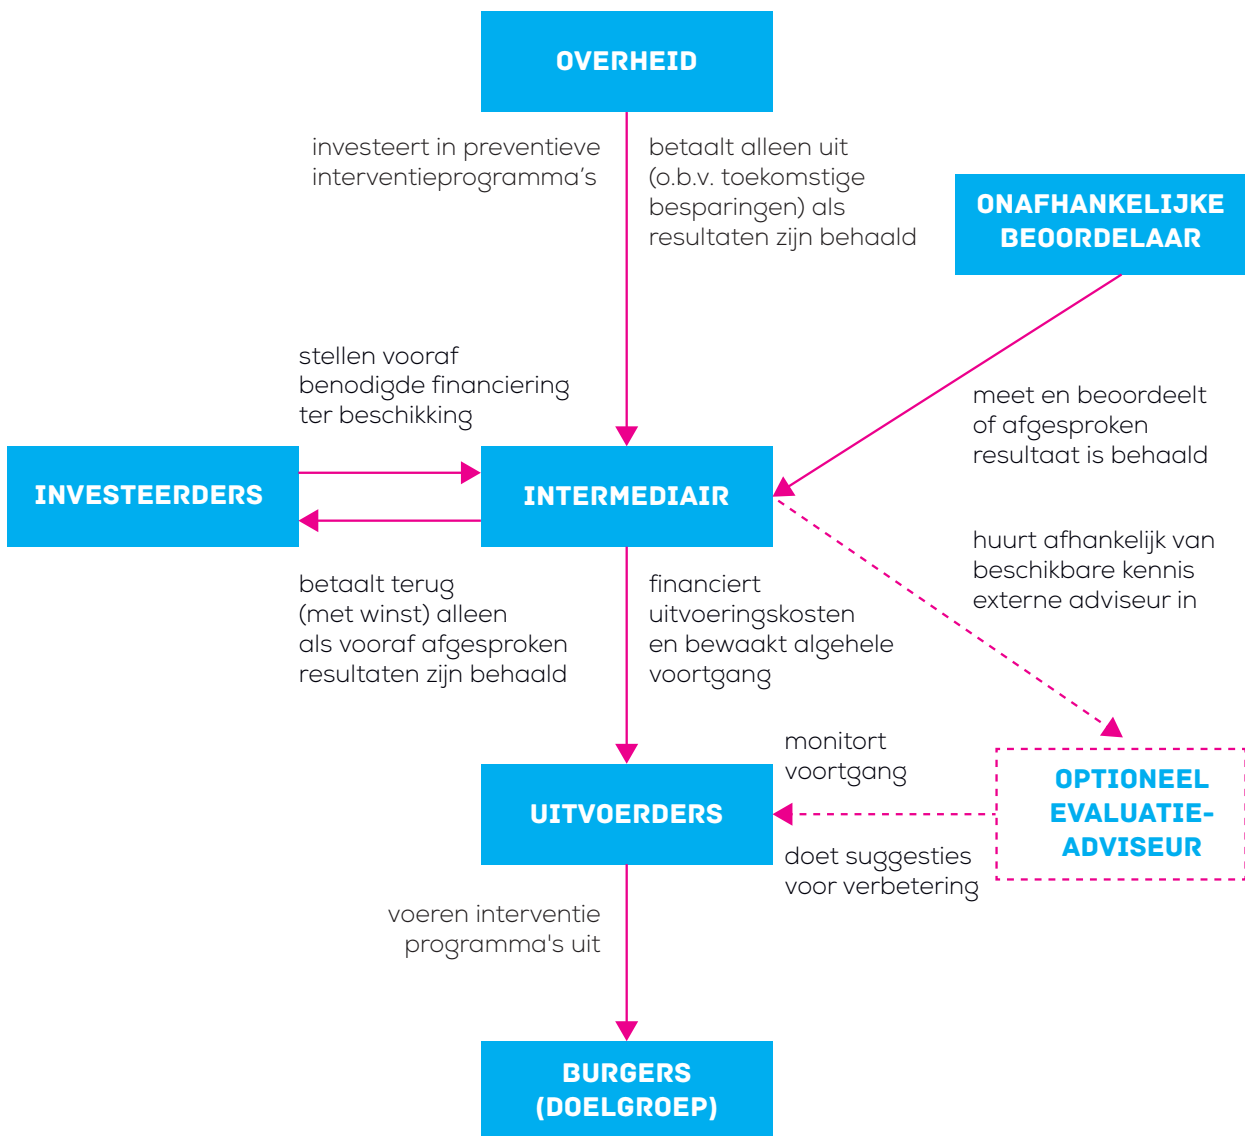 OVERHEID
investeert in preventieve
interventieprogramma’s
betaalt alleen uit
(o.b.v. toekomstige
besparingen) als
resultaten zijn behaald
ONAFHANKELIJKE
BEOORDELAAR
stellen vooraf
benodigde financiering
ter beschikking
meet en beoordeelt
of afgesproken
resultaat is behaald
INVESTEERDERS
INTERMEDIAIR
huurt afhankelijk van
beschikbare kennis
externe adviseur in
betaalt terug
(met winst) alleen
als vooraf afgesproken
resultaten zijn behaald
financiert
uitvoeringskosten
en bewaakt algehele
voortgang
monitort
voortgang
OPTIONEEL
EVALUATIE-
ADVISEUR
UITVOERDERS
doet suggesties
voor verbetering
voeren interventie
programma's uit
BURGERS
(DOELGROEP)